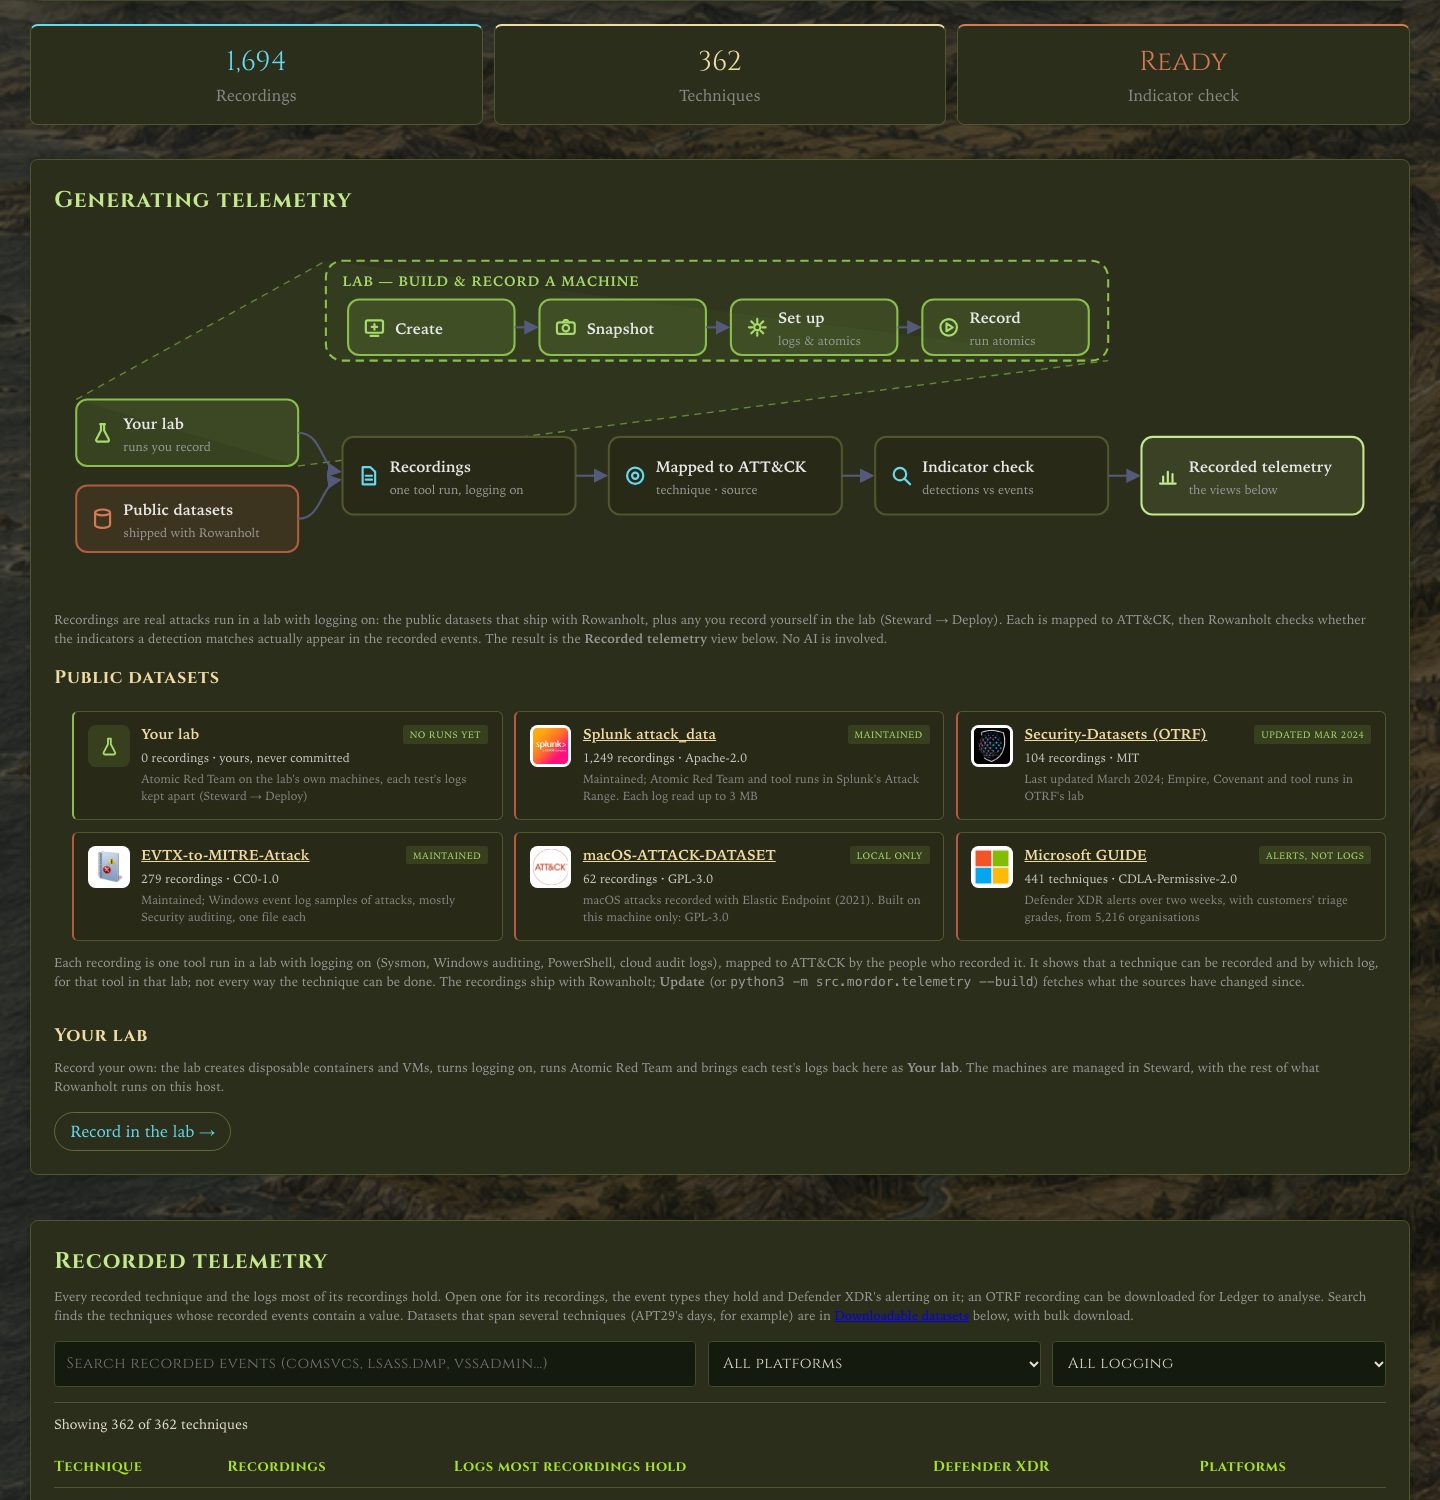 1,694
Recordings
362
Techniques
Ready
Indicator check
Generating telemetry
LAB — BUILD & RECORD A MACHINE
Create
Snapshot
Set up
logs & atomics
Record
run atomics
Your lab
runs you record
Public datasets
shipped with Rowanholt
Recordings
one tool run, logging on
Mapped to ATT&CK
technique · source
Indicator check
detections vs events
Recorded telemetry
the views below
Recordings are real attacks run in a lab with logging on: the public datasets that ship with Rowanholt, plus any you record yourself in the lab (Steward → Deploy). Each is mapped to ATT&CK, then Rowanholt checks whether
the indicators a detection matches actually appear in the recorded events. The result is the Recorded telemetry view below. No AI is involved.
Public datasets
Your lab
NO RUNS YET
0 recordings · yours, never committed
Atomic Red Team on the lab's own machines, each test's logs
kept apart (Steward → Deploy)
splunk>
Splunk attack_data
MAINTAINED
1,249 recordings · Apache-2.0
Maintained; Atomic Red Team and tool runs in Splunk's Attack
Range. Each log read up to 3 MB
Security-Datasets (OTRF)
UPDATED MAR 2024
104 recordings · MIT
Last updated March 2024; Empire, Covenant and tool runs in
OTRF's lab
EVTX-to-MITRE-Attack
MAINTAINED
279 recordings · CC0-1.0
Maintained; Windows event log samples of attacks, mostly
Security auditing, one file each
ATT&CK
macOS-ATTACK-DATASET
LOCAL ONLY
62 recordings · GPL-3.0
macOS attacks recorded with Elastic Endpoint (2021). Built on
this machine only: GPL-3.0
Microsoft GUIDE
ALERTS, NOT LOGS
441 techniques · CDLA-Permissive-2.0
Defender XDR alerts over two weeks, with customers' triage
grades, from 5,216 organisations
Each recording is one tool run in a lab with logging on (Sysmon, Windows auditing, PowerShell, cloud audit logs), mapped to ATT&CK by the people who recorded it. It shows that a technique can be recorded and by which log,
for that tool in that lab; not every way the technique can be done. The recordings ship with Rowanholt; Update (or python3 -m src.mordor.telemetry --build) fetches what the sources have changed since.
Your lab
Record your own: the lab creates disposable containers and VMs, turns logging on, runs Atomic Red Team and brings each test's logs back here as Your lab. The machines are managed in Steward, with the rest of what
Rowanholt runs on this host.
Record in the lab →
Recorded telemetry
Every recorded technique and the logs most of its recordings hold. Open one for its recordings, the event types they hold and Defender XDR's alerting on it; an OTRF recording can be downloaded for Ledger to analyse. Search
finds the techniques whose recorded events contain a value. Datasets that span several techniques (APT29's days, for example) are in Downloadable datasets below, with bulk download.
Search recorded events (comsvcs, lsass.dmp, vssadmin…)
All platforms
All logging
Showing 362 of 362 techniques
Technique
Recordings
Logs most recordings hold
Defender XDR
Platforms